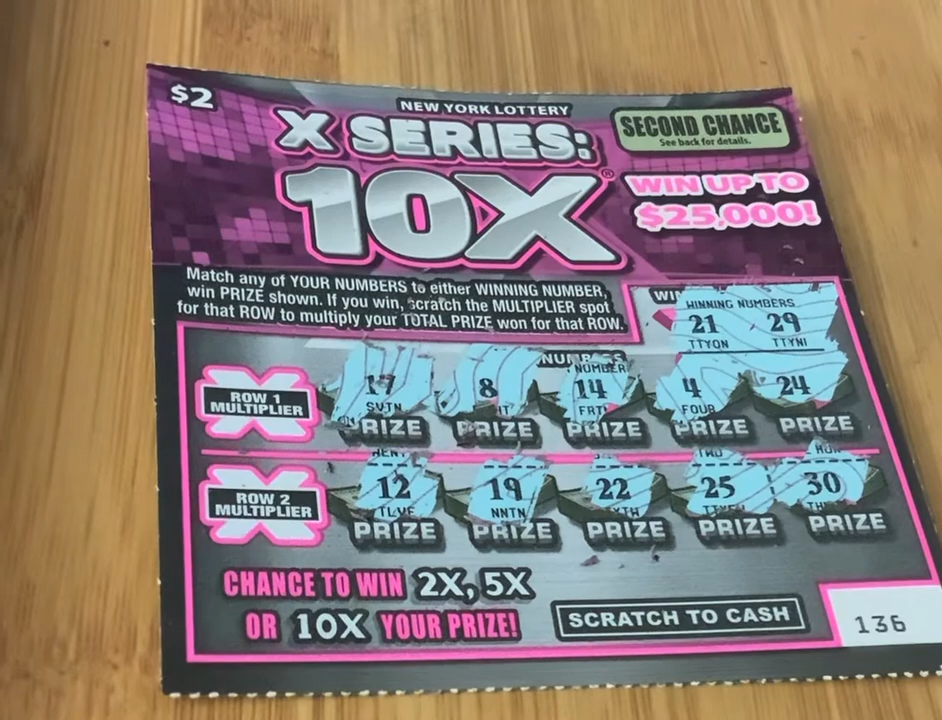 $2
NEW YORK LOTTERY
X SERIES:
10X®
SECOND CHANCE
See back for details.
WIN UP TO
$25,000!
Match any of YOUR NUMBERS to either WINNING NUMBER,
win PRIZE shown. If you win, scratch the MULTIPLIER spot
for that ROW to multiply your TOTAL PRIZE won for that ROW.
WINNING NUMBERS
21 29
TTYON TTYNI
NUMBERS
NUMBER
ROW 1
MULTIPLIER
17 8 14 4 24
SVTN FRT FOUR
PRIZE PRIZE PRIZE PRIZE PRIZE
ROW 2
MULTIPLIER
12 19 22 25 30
TLVE NNTN
PRIZE PRIZE PRIZE PRIZE PRIZE
CHANCE TO WIN 2X, 5X
OR 10X YOUR PRIZE!
SCRATCH TO CASH
136